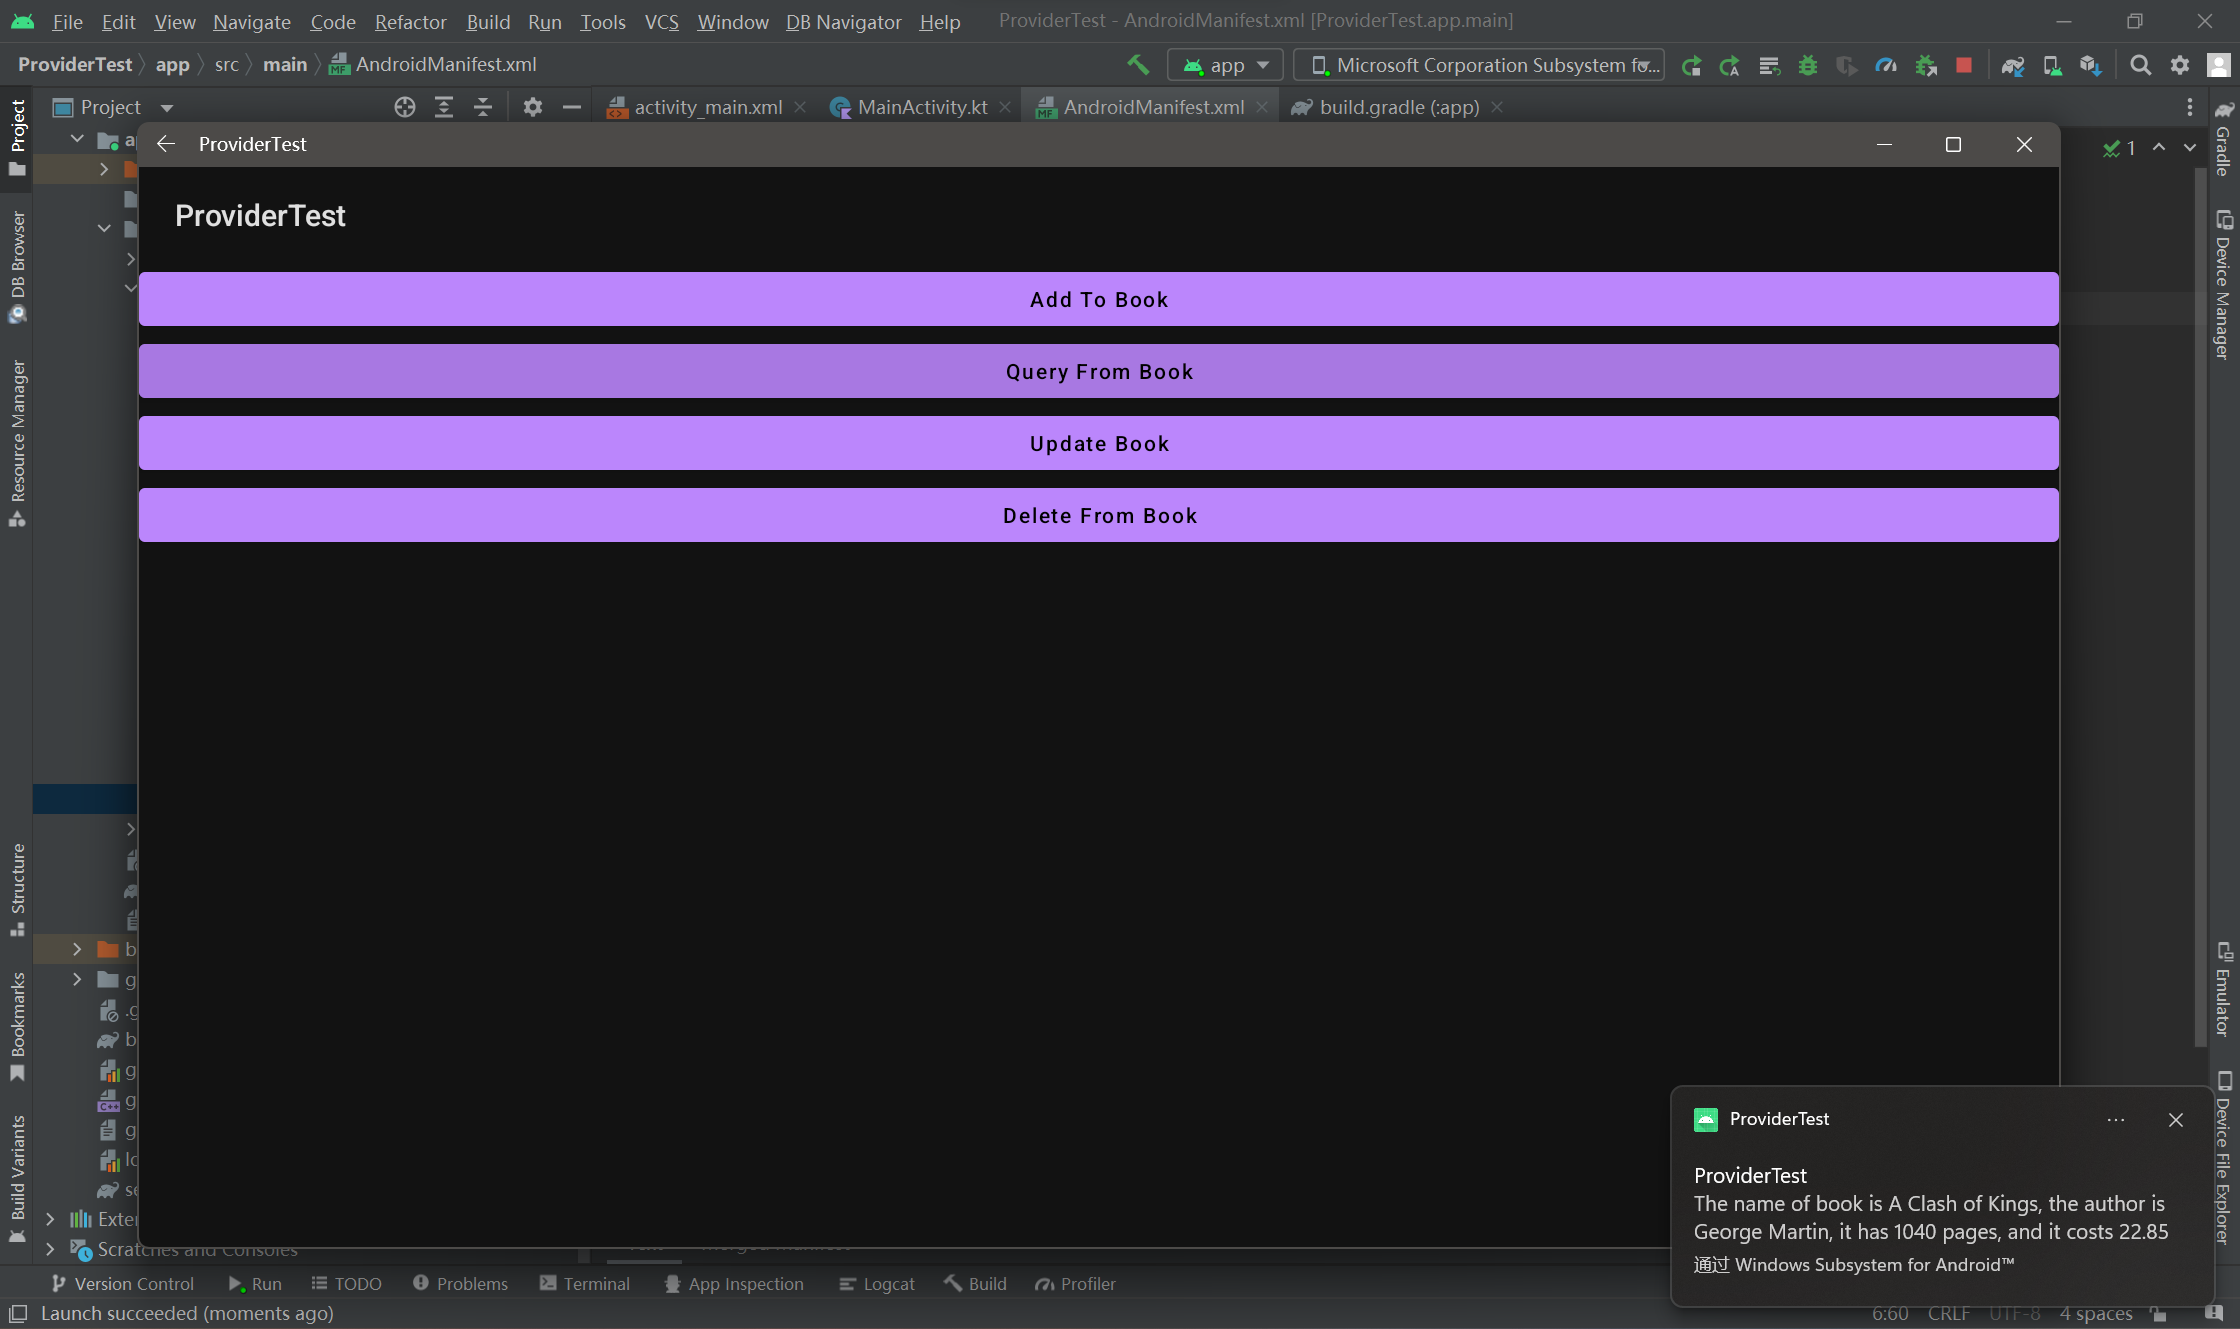 File Edit View Navigate Code Refactor Build Run Tools VCS Window DB Navigator Help ProviderTest - AndroidManifest.xml [ProviderTest.app.main]
ProviderTest app src main AndroidManifest.xml app Microsoft Corporation Subsystem fo...
Project activity_main.xml MainActivity.kt AndroidManifest.xml build.gradle (:app)
ProviderTest
1
ProviderTest
Add To Book
Query From Book
Update Book
Delete From Book
Project
DB Browser
Resource Manager
Structure
Bookmarks
Build Variants
Gradle
Device Manager
Emulator
Device File Explorer
Scratches and Consoles
ProviderTest
ProviderTest
The name of book is A Clash of Kings, the author is
George Martin, it has 1040 pages, and it costs 22.85
通过 Windows Subsystem for Android™
Version Control Run TODO Problems Terminal App Inspection Logcat Build Profiler
Launch succeeded (moments ago) 6:60 CRLF UTF-8 4 spaces